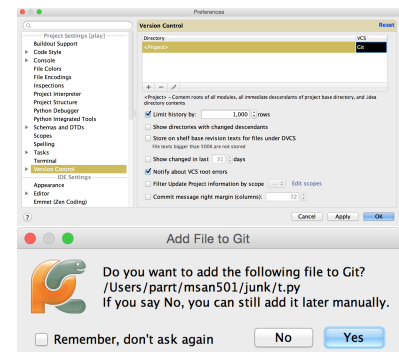 Preferences
Project Settings [play]
Version Control
Reset
Buildout Support
Code Style
Console
File Colors
File Encodings
Inspections
Project Interpreter
Project Structure
Python Debugger
Python Integrated Tools
Schemas and DTDs
Scopes
Spelling
Tasks
Terminal
Version Control
IDE Settings
Appearance
Editor
Emmet (Zen Coding)
Directory
VCS
<Project>
Git
<Project> - Content roots of all modules, all immediate descendants of project base directory, and .idea
directory contents
Limit history by: 1,000 rows
Show directories with changed descendants
Store on shelf base revision texts for files under DVCS
File texts bigger than 500K are not stored
Show changed in last 31 days
Notify about VCS root errors
Filter Update Project information by scope Edit scopes
Commit message right margin (columns): 72
?
Cancel Apply OK
Add File to Git
Do you want to add the following file to Git?
/Users/parrt/msan501/junk/t.py
If you say No, you can still add it later manually.
Remember, don't ask again
No Yes